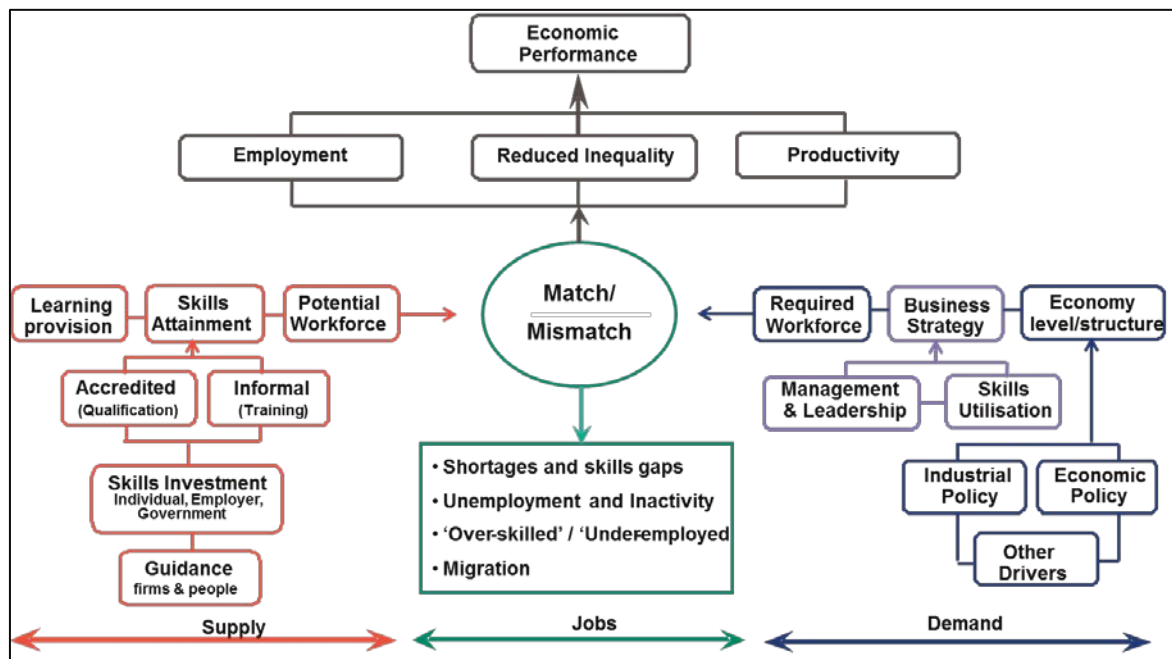 Economic
Performance
Employment
Reduced Inequality
Productivity
Learning
provision
Skills
Attainment
Potential
Workforce
Match/
Mismatch
Required
Workforce
Business
Strategy
Economy
level/structure
Accredited
(Qualification)
Informal
(Training)
Management
& Leadership
Skills
Utilisation
Skills Investment
Individual, Employer,
Government
Guidance
firms & people
• Shortages and skills gaps
• Unemployment and Inactivity
• ‘Over-skilled’ / ‘Under-employed
• Migration
Industrial
Policy
Economic
Policy
Other
Drivers
Supply
Jobs
Demand